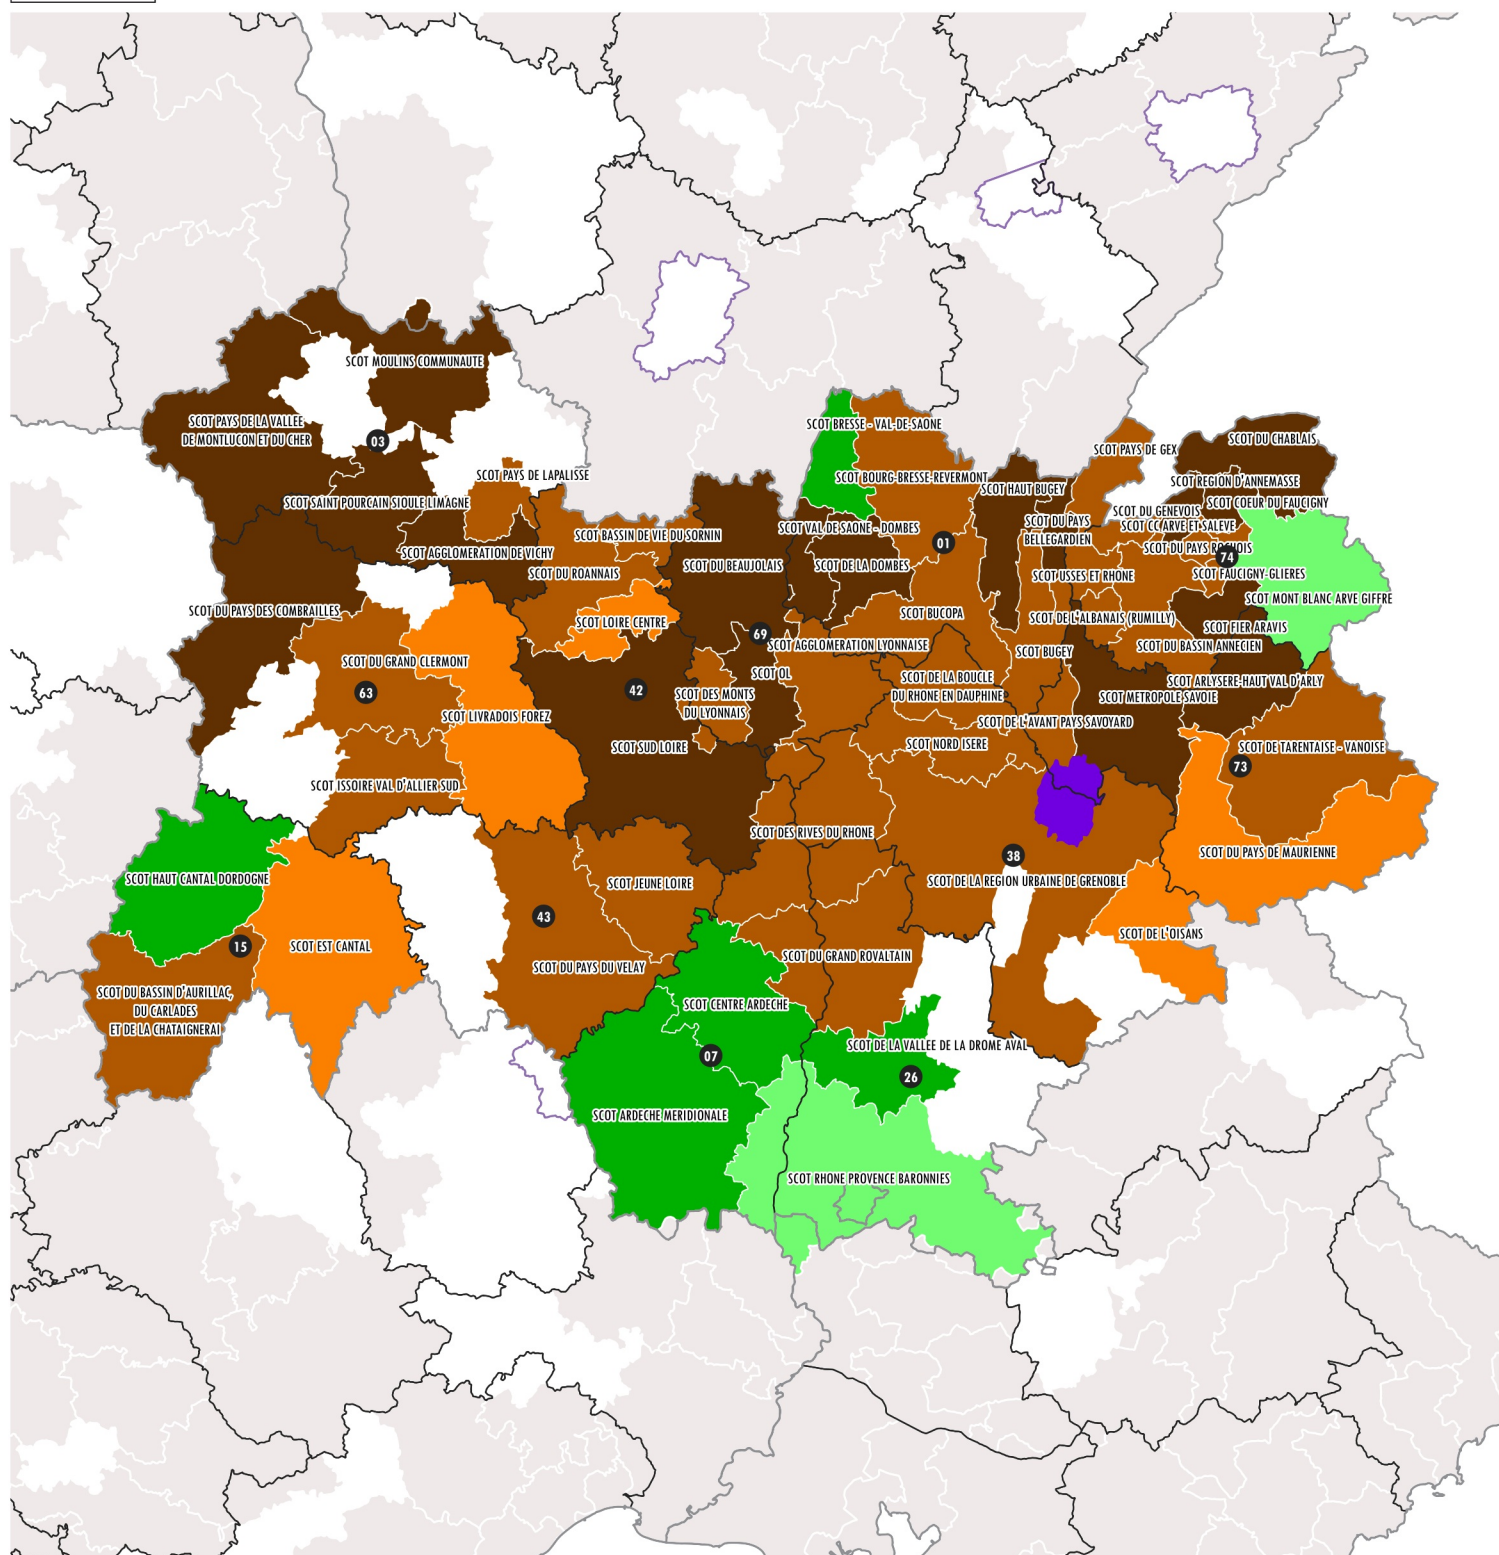 SCOT MOULINS COMMUNAUTE
SCOT PAYS DE LA VALLEE
DE MONTLUCON ET DU CHER
03
SCOT BRESSE - VAL-DE-SAONE
SCOT PAYS DE GEX
SCOT DU CHABLAIS
SCOT PAYS DE LAPALISSE
SCOT BOURG-BRESSE-REVERMONT
SCOT HAUT BUGEY
SCOT REGION D'ANNEMASSE
SCOT SAINT POURCAIN SIOULE LIMAGNE
SCOT COEUR DU FAUCIGNY
SCOT DU GENEVOIS
SCOT DU PAYS
BELLEGARDIEN
SCOT CC ARVE ET SALEVE
SCOT VAL DE SAONE - DOMBES
SCOT BASSIN DE VIE DU SORNIN
01
SCOT DU PAYS ROCHOIS
74
SCOT AGGLOMERATION DE VICHY
SCOT DU BEAUJOLAIS
SCOT DE LA DOMBES
SCOT DU ROANNAIS
SCOT USSES ET RHONE
SCOT FAUCIGNY-GLIERES
SCOT MONT BLANC ARVE GIFFRE
SCOT DU PAYS DES COMBRAILLES
SCOT BUCOPA
SCOT DE L'ALBANAIS (RUMILLY)
SCOT LOIRE CENTRE
SCOT FIER ARAVIS
69
SCOT AGGLOMERATION LYONNAISE
SCOT DU BASSIN ANNECIEN
SCOT BUGEY
SCOT DU GRAND CLERMONT
63
SCOT OL
SCOT DE LA BOUCLE
DU RHONE EN DAUPHINE
SCOT ARLYSERE-HAUT VAL D'ARLY
42
SCOT DES MONTS
DU LYONNAIS
SCOT METROPOLE SAVOIE
SCOT LIVRADOIS FOREZ
SCOT DE L'AVANT PAYS SAVOYARD
SCOT SUD LOIRE
SCOT NORD ISERE
SCOT DE TARENTAISE - VANOISE
73
SCOT ISSOIRE VAL D'ALLIER SUD
SCOT DES RIVES DU RHONE
38
SCOT DU PAYS DE MAURIENNE
SCOT HAUT CANTAL DORDOGNE
SCOT JEUNE LOIRE
SCOT DE LA REGION URBAINE DE GRENOBLE
43
SCOT DE L'OISANS
15
SCOT EST CANTAL
SCOT DU GRAND ROVALTAIN
SCOT DU PAYS DU VELAY
SCOT DU BASSIN D'AURILLAC,
DU CARLADES
ET DE LA CHATAIGNERAI
SCOT CENTRE ARDECHE
SCOT DE LA VALLEE DE LA DROME AVAL
07
26
SCOT ARDECHE MERIDIONALE
SCOT RHONE PROVENCE BARONNIES